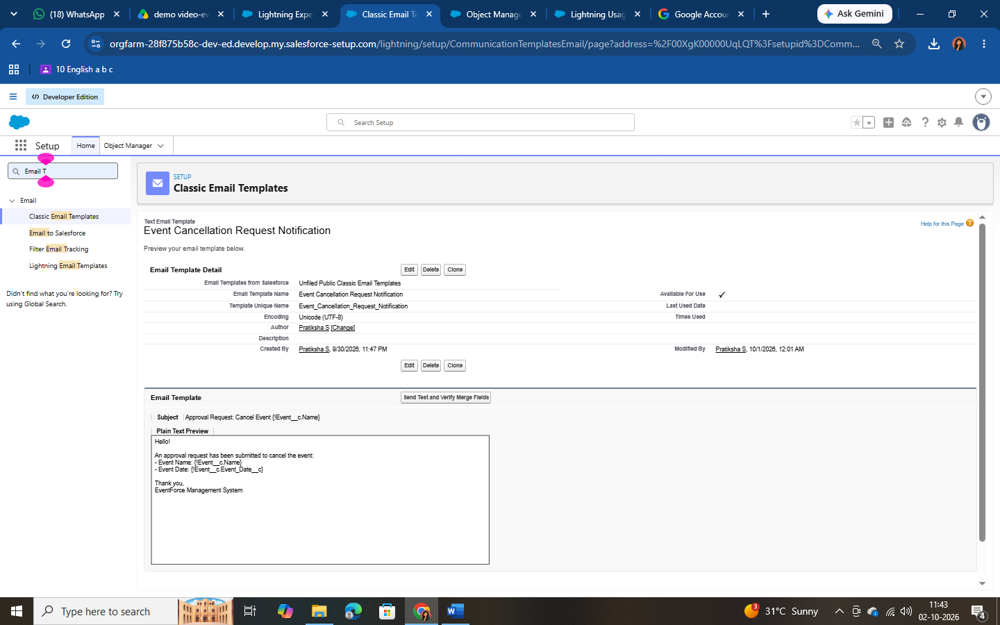 (18) WhatsApp
demo video-ev
Lightning Expe
Classic Email Te
Object Manage
Lightning Usag
Google Accoun
Ask Gemini
orgfarm-28f875b58c-dev-ed.develop.my.salesforce-setup.com/lightning/setup/CommunicationTemplatesEmail/page?address=%2F00XgK00000UqLQT%3Fsetupid%3DComm...
10 English a b c
Developer Edition
Search Setup
Setup
Home
Object Manager
Email T
SETUP
Classic Email Templates
Email
Classic Email Templates
Email to Salesforce
Filter Email Tracking
Lightning Email Templates
Didn't find what you're looking for? Try
using Global Search.
Text Email Template
Event Cancellation Request Notification
Help for this Page
Preview your email template below.
Email Template Detail
Edit Delete Clone
Email Templates from Salesforce Unfiled Public Classic Email Templates
Email Template Name Event Cancellation Request Notification Available For Use ✓
Template Unique Name Event_Cancellation_Request_Notification Last Used Date
Encoding Unicode (UTF-8) Times Used
Author Pratiksha S [Change]
Description
Created By Pratiksha S, 9/30/2026, 11:47 PM Modified By Pratiksha S, 10/1/2026, 12:01 AM
Edit Delete Clone
Email Template Send Test and Verify Merge Fields
Subject Approval Request: Cancel Event {!Event__c.Name}
Plain Text Preview
Hello!
An approval request has been submitted to cancel the event:
- Event Name: {!Event__c.Name}
- Event Date: {!Event__c.Event_Date__c}
Thank you,
EventForce Management System
Type here to search
3
31°C Sunny
11:43
02-10-2026
4